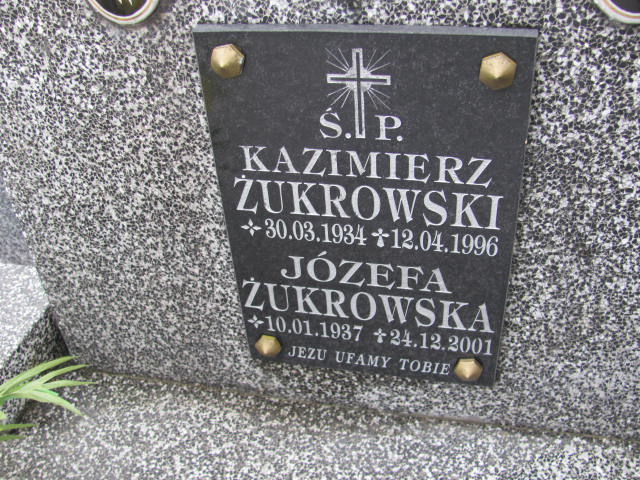 Ś. P.
KAZIMIERZ
ŻUKROWSKI
30.03.1934 12.04.1996
JÓZEFA
ŻUKROWSKA
10.01.1937 24.12.2001
JEZU UFAMY TOBIE